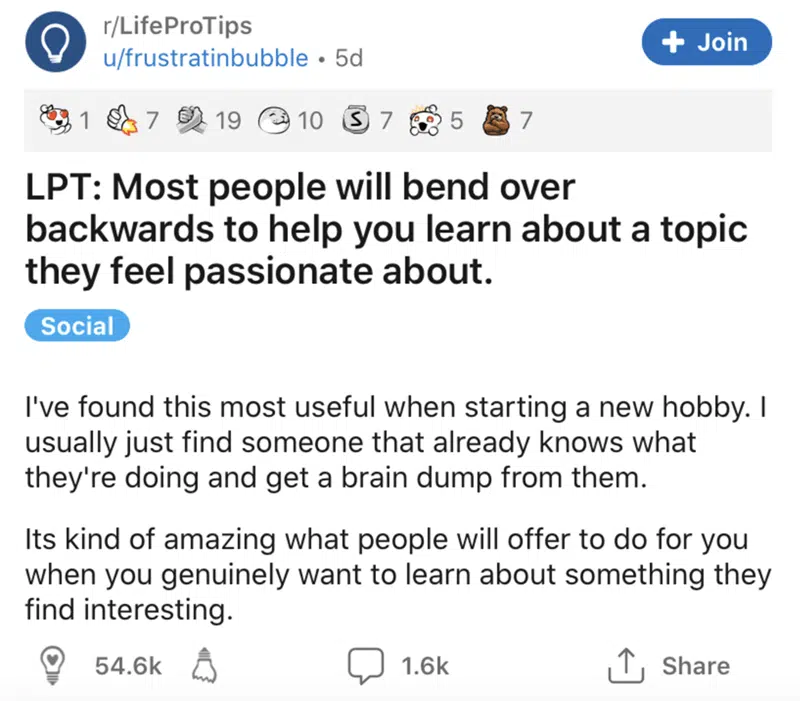 r/LifeProTips
u/frustratinbubble • 5d
+ Join
1 7 19 10 S 7 5 7
LPT: Most people will bend over
backwards to help you learn about a topic
they feel passionate about.
Social
I've found this most useful when starting a new hobby. I
usually just find someone that already knows what
they're doing and get a brain dump from them.
Its kind of amazing what people will offer to do for you
when you genuinely want to learn about something they
find interesting.
54.6k 1.6k Share